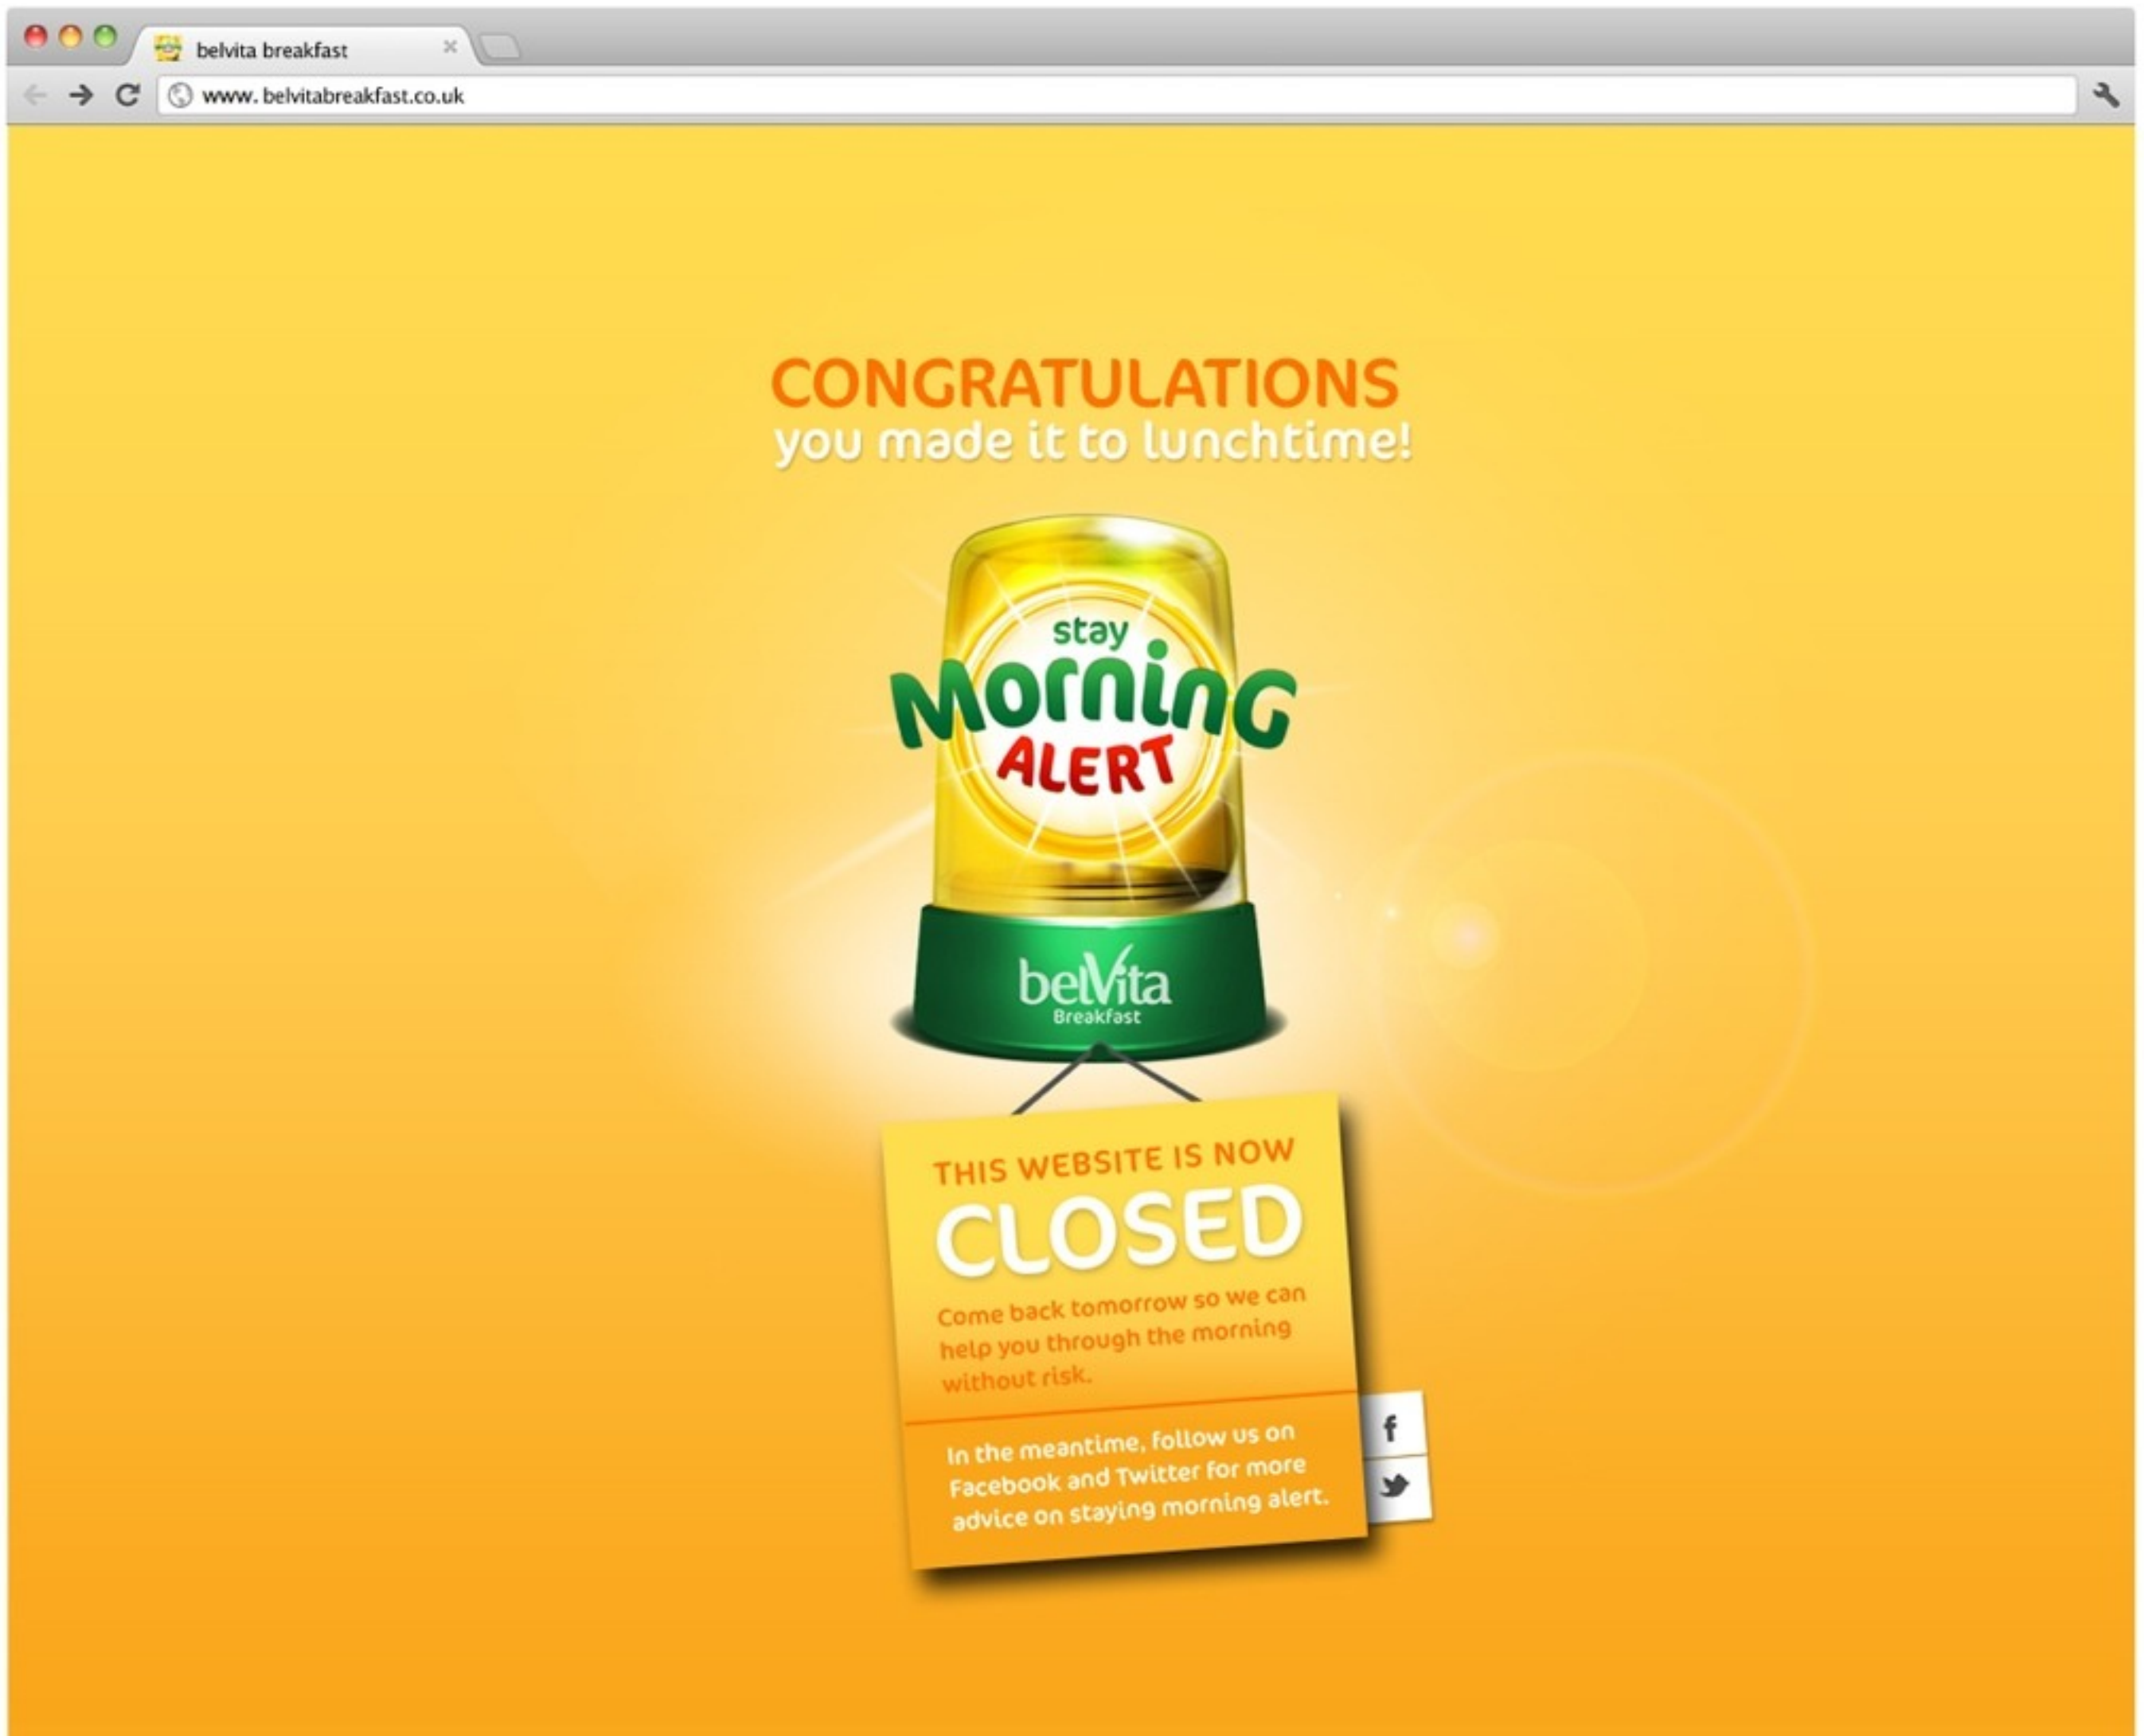 belvita breakfast
www.belvitabreakfast.co.uk
CONGRATULATIONS
you made it to lunchtime!
stay
MorninG
ALERT
belVita
Breakfast
THIS WEBSITE IS NOW
CLOSED
Come back tomorrow so we can
help you through the morning
without risk.
In the meantime, follow us on
Facebook and Twitter for more
advice on staying morning alert.
f